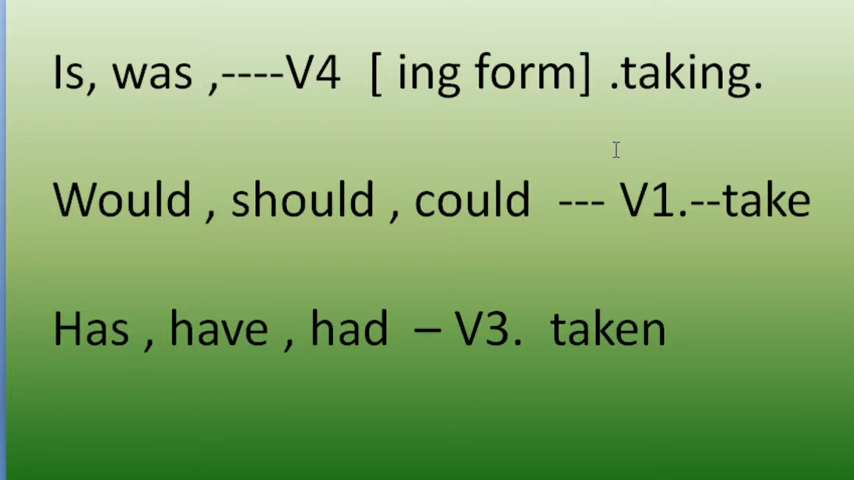 Is, was ,----V4 [ ing form] .taking.
Would , should , could --- V1.--take
Has , have , had – V3. taken